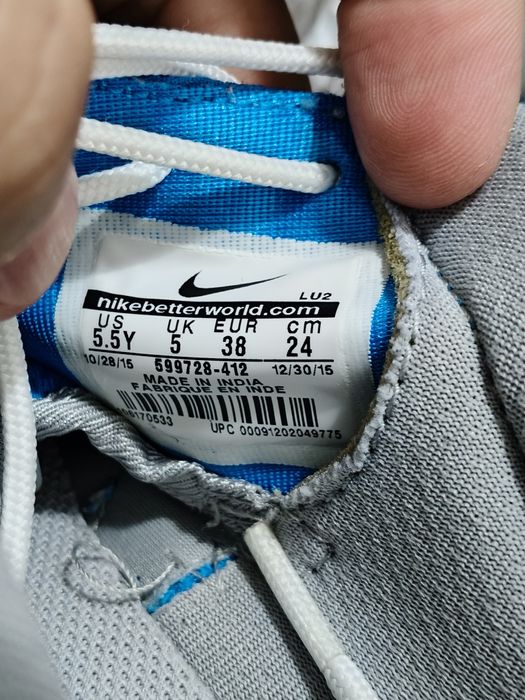 LU2
nikebetterworld.com
US UK EUR cm
5.5Y 5 38 24
10/28/15 599728-412 12/30/15
MADE IN INDIA
FABRIQUE EN INDE
UPC 00091202049775